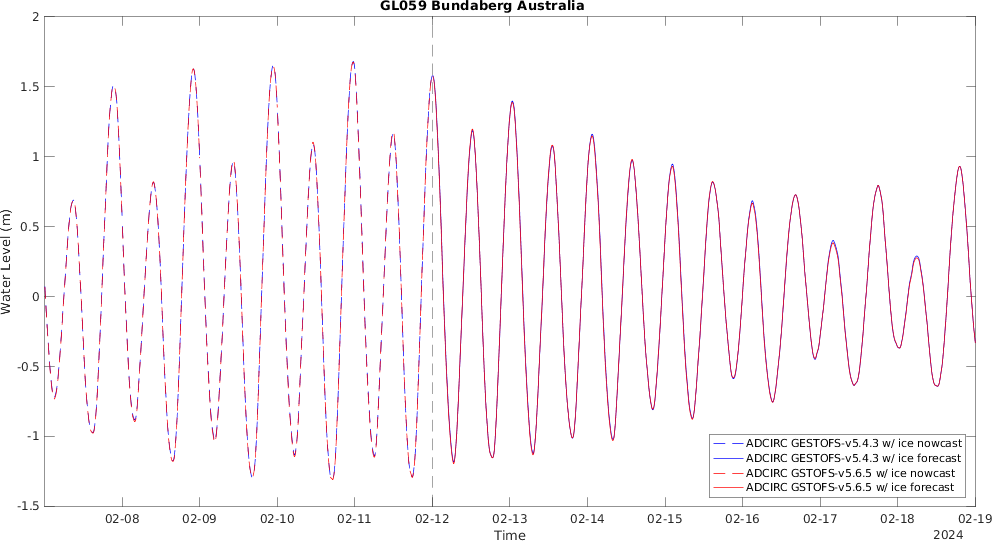 GL059 Bundaberg Australia
2
1.5
1
0.5
0
-0.5
-1
-1.5
Water Level (m)
ADCIRC GESTOFS-v5.4.3 w/ ice nowcast
ADCIRC GESTOFS-v5.4.3 w/ ice forecast
ADCIRC GSTOFS-v5.6.5 w/ ice nowcast
ADCIRC GSTOFS-v5.6.5 w/ ice forecast
02-08 02-09 02-10 02-11 02-12 02-13 02-14 02-15 02-16 02-17 02-18 02-19
Time
2024